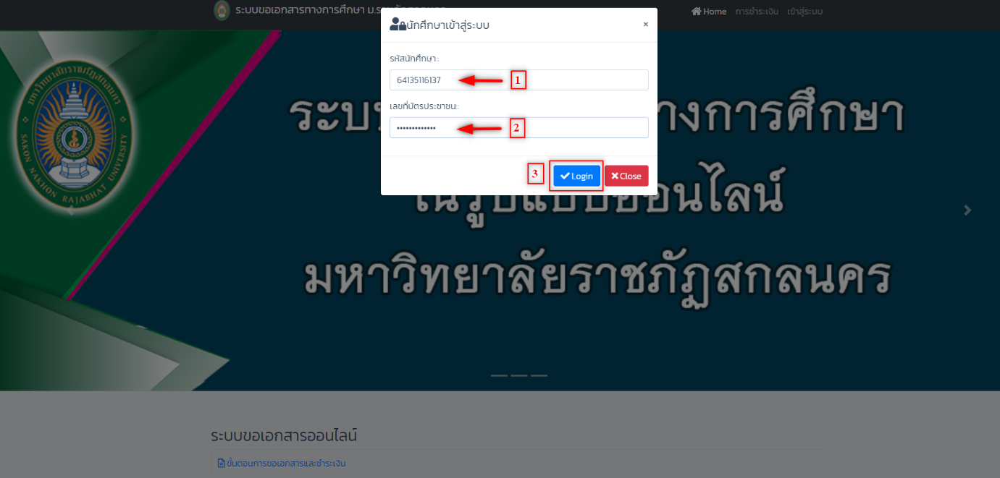 ระบบขอเอกสารทางการศึกษา
Home การชำระเงิน เข้าสู่ระบบ
นักศึกษาเข้าสู่ระบบ ×
รหัสนักศึกษา::
64135116137
1
เลขที่บัตรประชาชน::
•••••••••••••
2
3 Login Close
มหาวิทยาลัยราชภัฏสกลนคร
SAKON NAKHON RAJABHAT UNIVERSITY
ทางการศึกษา
ในรูปแบบออนไลน์
มหาวิทยาลัยราชภัฏสกลนคร
ระบบขอเอกสารออนไลน์
ขั้นตอนการขอเอกสารและชำระเงิน